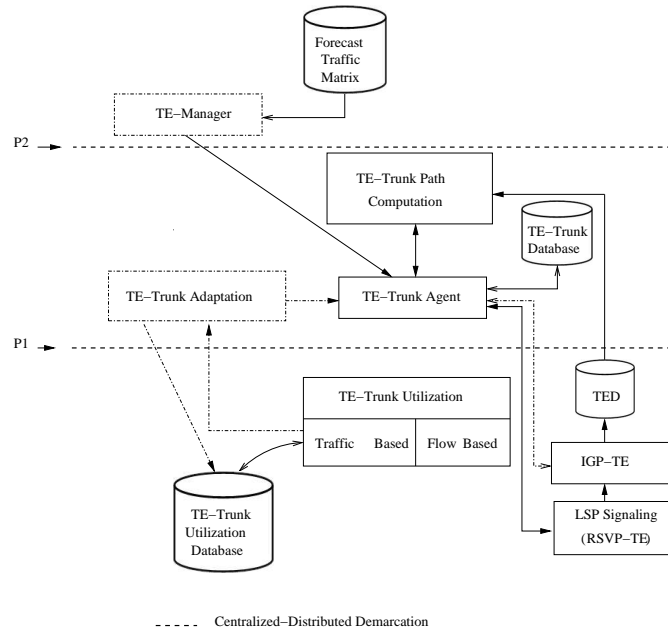 Forecast
Traffic
Matrix
TE−Manager
P2
TE−Trunk Path
Computation
TE−Trunk
Database
TE−Trunk Adaptation
TE−Trunk Agent
P1
TED
TE−Trunk Utilization
Traffic Based
Flow Based
IGP−TE
TE−Trunk
Utilization
Database
LSP Signaling
(RSVP−TE)
Centralized−Distributed Demarcation